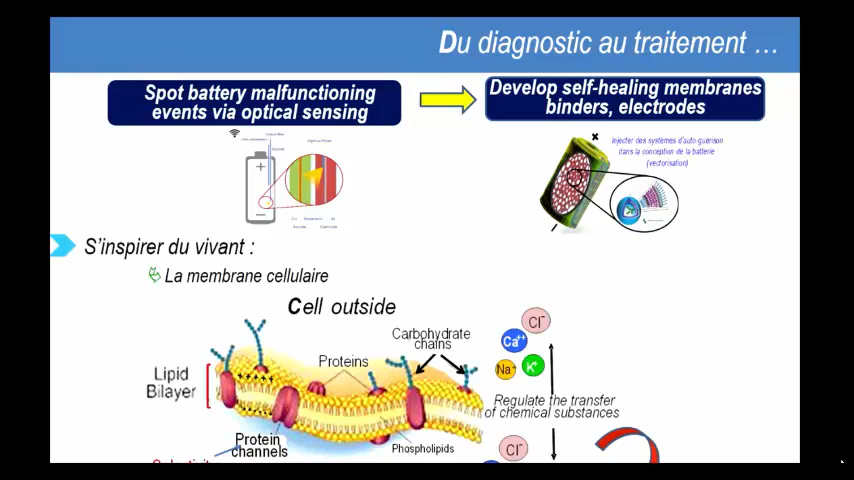 Du diagnostic au traitement …
Spot battery malfunctioning
events via optical sensing
Develop self-healing membranes
binders, electrodes
Injecter des systèmes d'auto guérison
dans la conception de la batterie
(vectorisation)
S'inspirer du vivant :
La membrane cellulaire
Cell outside
Carbohydrate
chains
Proteins
Lipid
Bilayer
Protein
channels
Phospholipids
Cl⁻
Ca⁺⁺
Na⁺
K⁺
Regulate the transfer
of chemical substances
Cl⁻